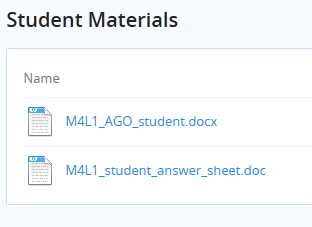 Student Materials
Name
M4L1_AGO_student.docx
M4L1_student_answer_sheet.doc